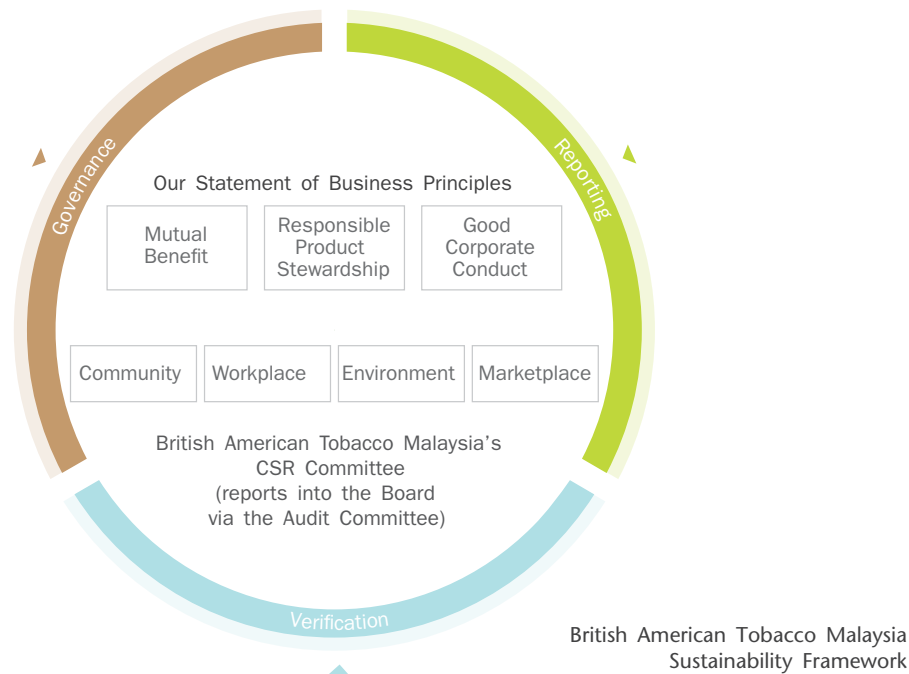 Governance
Reporting
Our Statement of Business Principles
Mutual
Benefit
Responsible
Product
Stewardship
Good
Corporate
Conduct
Community
Workplace
Environment
Marketplace
British American Tobacco Malaysia's
CSR Committee
(reports into the Board
via the Audit Committee)
Verification
British American Tobacco Malaysia
Sustainability Framework